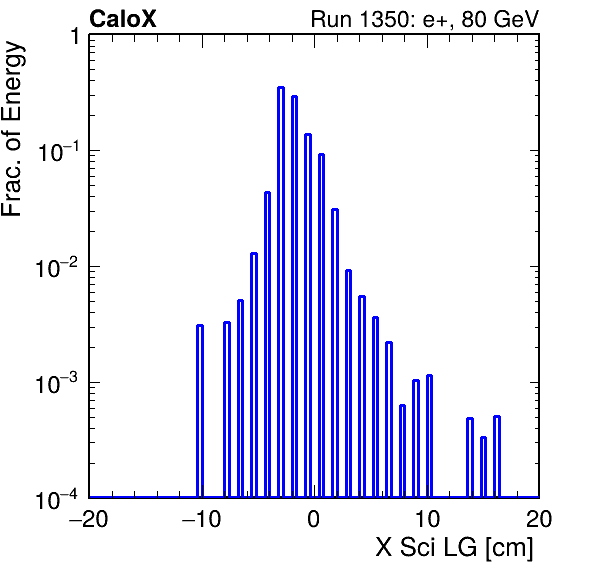 CaloX Run 1350: e+, 80 GeV
Frac. of Energy
1
10⁻¹
10⁻²
10⁻³
10⁻⁴
−20 −10 0 10 20
X Sci LG [cm]